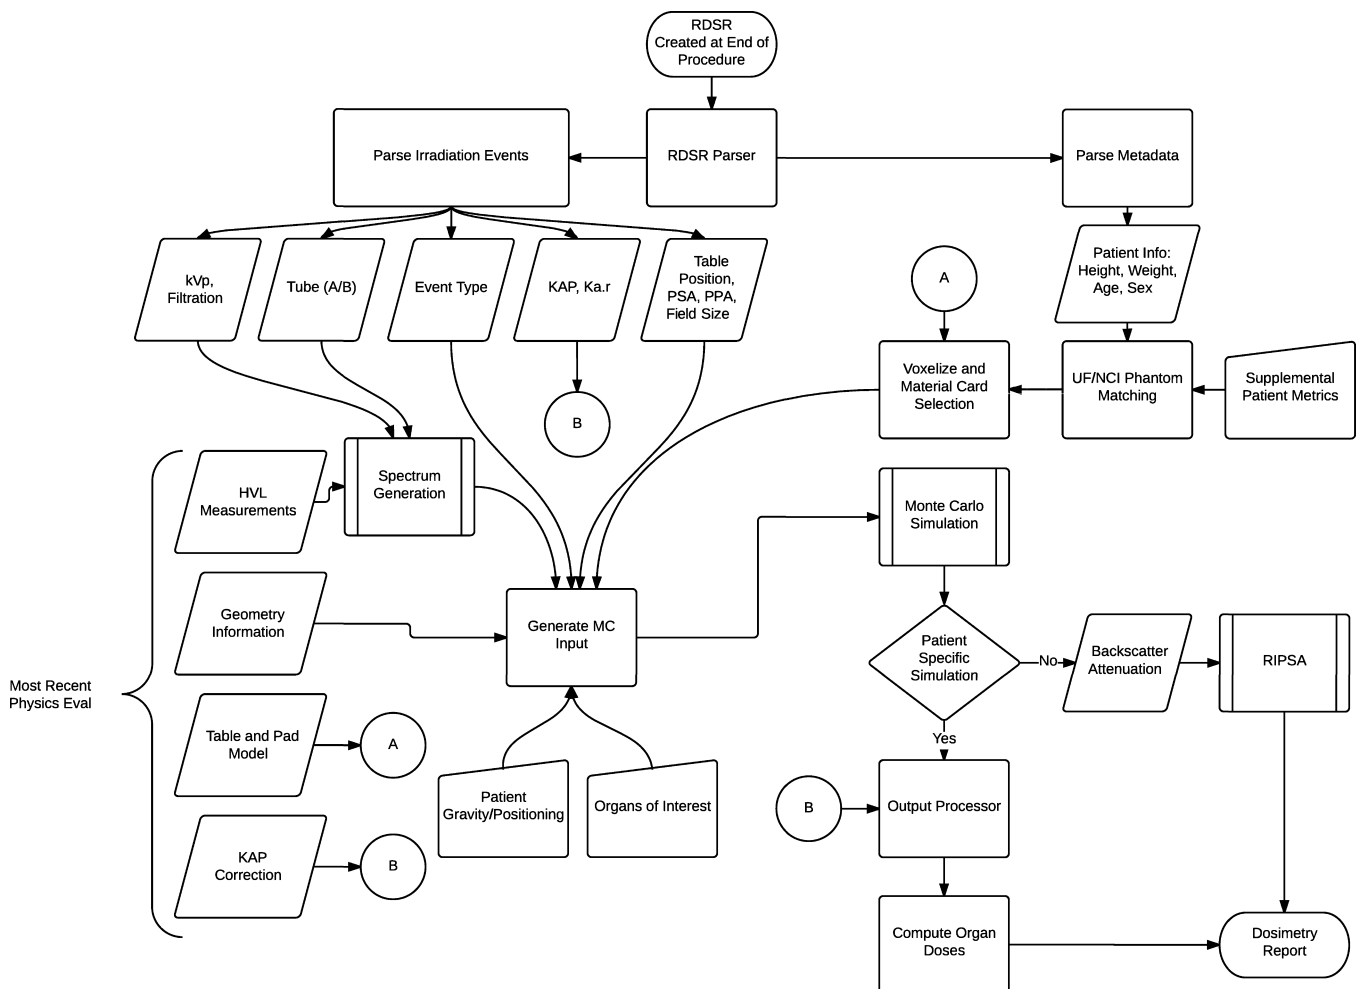 RDSR
Created at End of
Procedure
Parse Irradiation Events
RDSR Parser
Parse Metadata
kVp,
Filtration
Tube (A/B)
Event Type
KAP, Ka.r
Table
Position,
PSA, PPA,
Field Size
A
Patient Info:
Height, Weight,
Age, Sex
B
Voxelize and
Material Card
Selection
UF/NCI Phantom
Matching
Supplemental
Patient Metrics
HVL
Measurements
Spectrum
Generation
Monte Carlo
Simulation
Geometry
Information
Generate MC
Input
Patient
Specific
Simulation
No
Backscatter
Attenuation
RIPSA
Most Recent
Physics Eval
Table and Pad
Model
A
Yes
Patient
Gravity/Positioning
Organs of Interest
B
Output Processor
KAP
Correction
B
Compute Organ
Doses
Dosimetry
Report